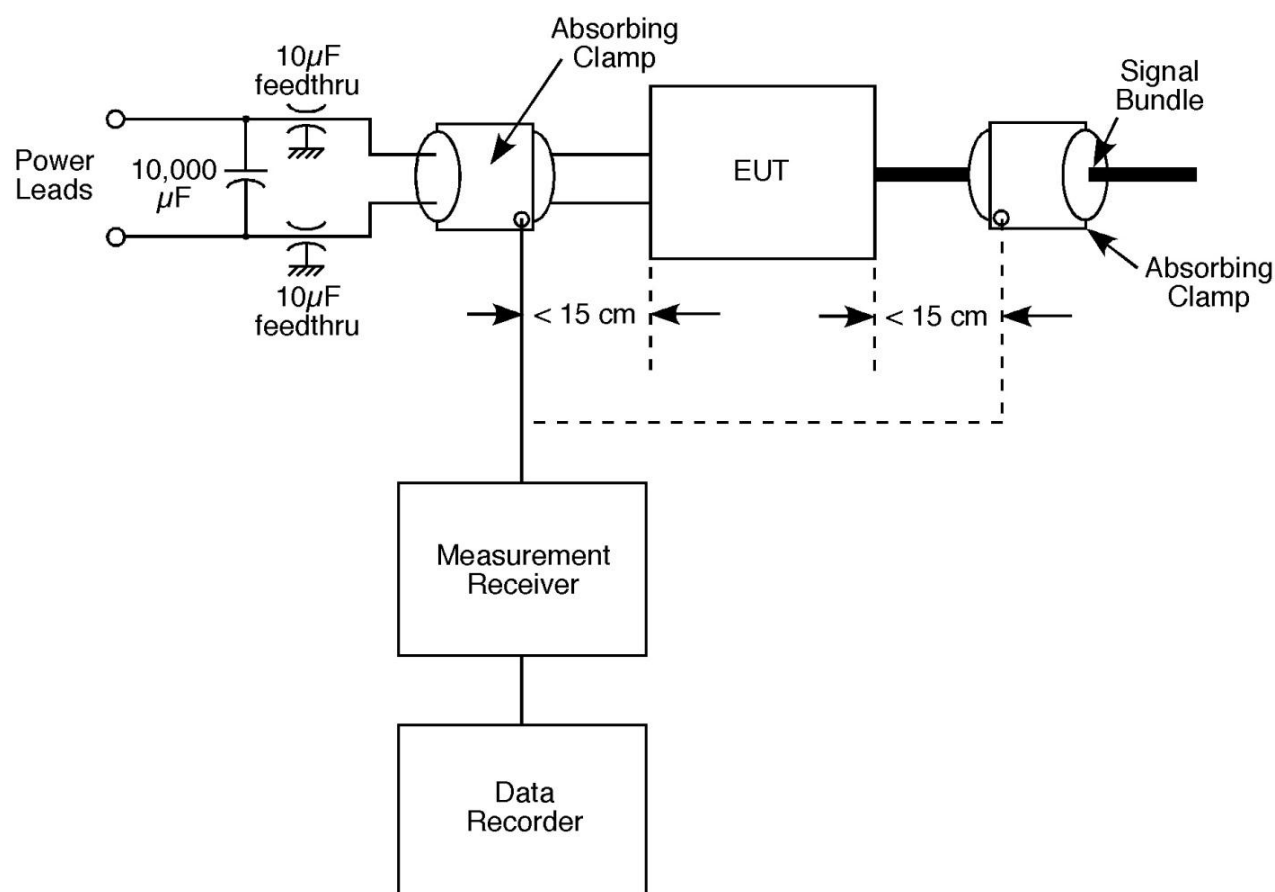 Absorbing
Clamp
10µF
feedthru
Signal
Bundle
Power
Leads
10,000
µF
EUT
10µF
feedthru
Absorbing
Clamp
< 15 cm
< 15 cm
Measurement
Receiver
Data
Recorder